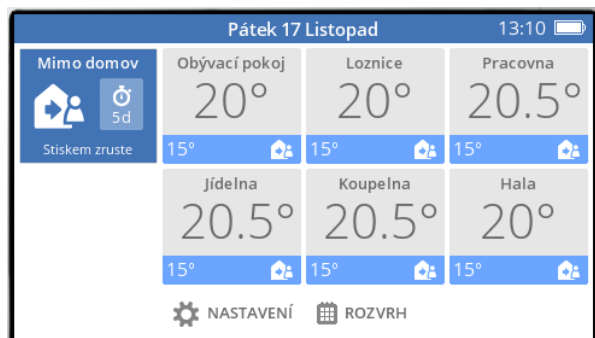 Pátek 17 Listopad 13:10
Mimo domov
5d
Stiskem zruste
Obývací pokoj
20°
15°
Loznice
20°
15°
Pracovna
20.5°
15°
Jídelna
20.5°
15°
Koupelna
20.5°
15°
Hala
20°
15°
NASTAVENÍ ROZVRH